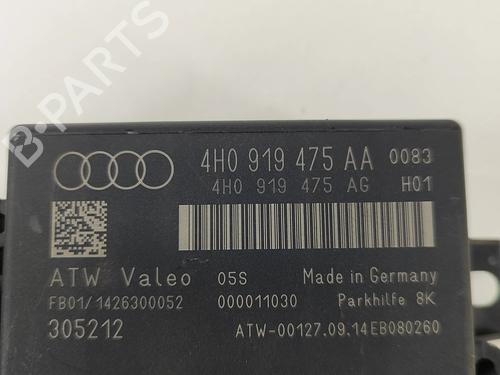 B-PARTS
4H0 919 475 AA 0083
4H0 919 475 AG H01
ATW Valeo 05S Made in Germany
FB01/1426300052 000011030 Parkhilfe 8K
305212 ATW-00127.09.14EB080260